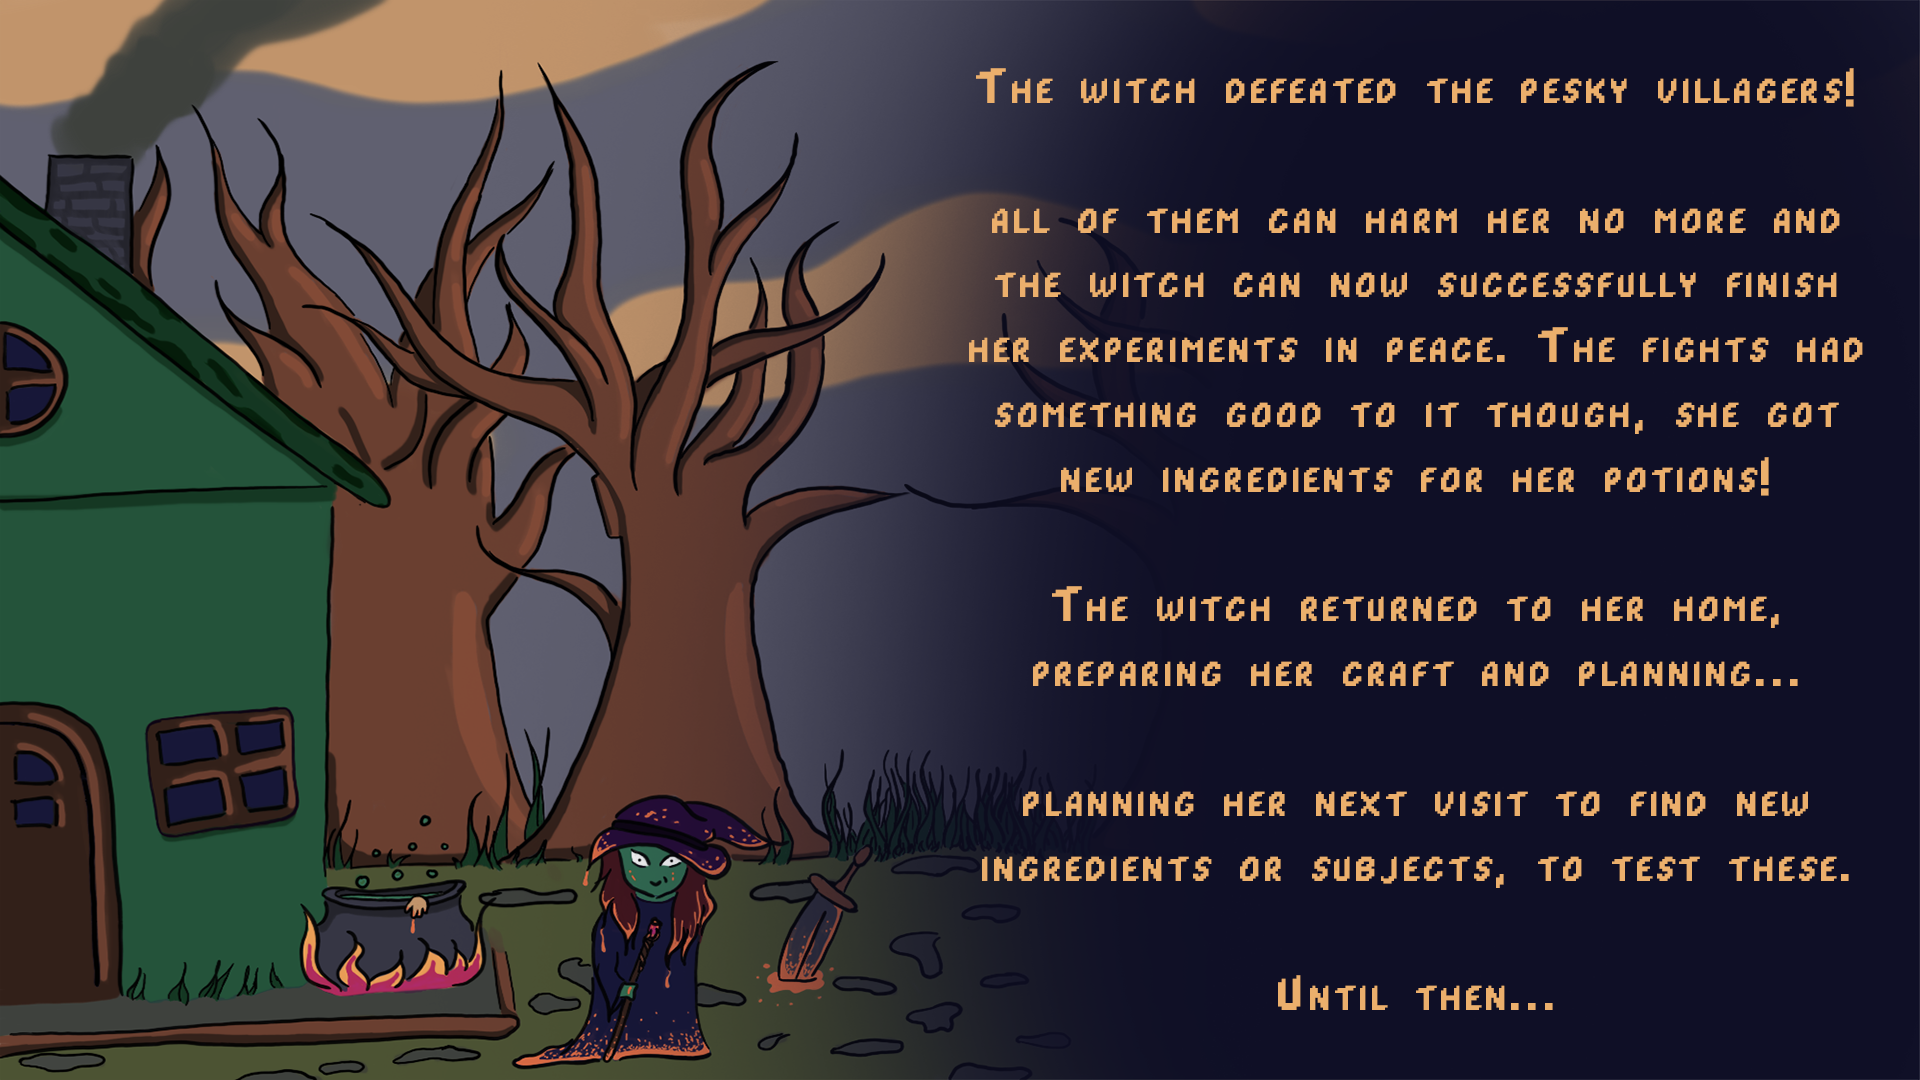 The witch defeated the pesky villagers!
all of them can harm her no more and
the witch can now successfully finish
her experiments in peace. The fights had
something good to it though, she got
new ingredients for her potions!
The witch returned to her home,
preparing her craft and planning...
planning her next visit to find new
ingredients or subjects, to test these.
Until then...